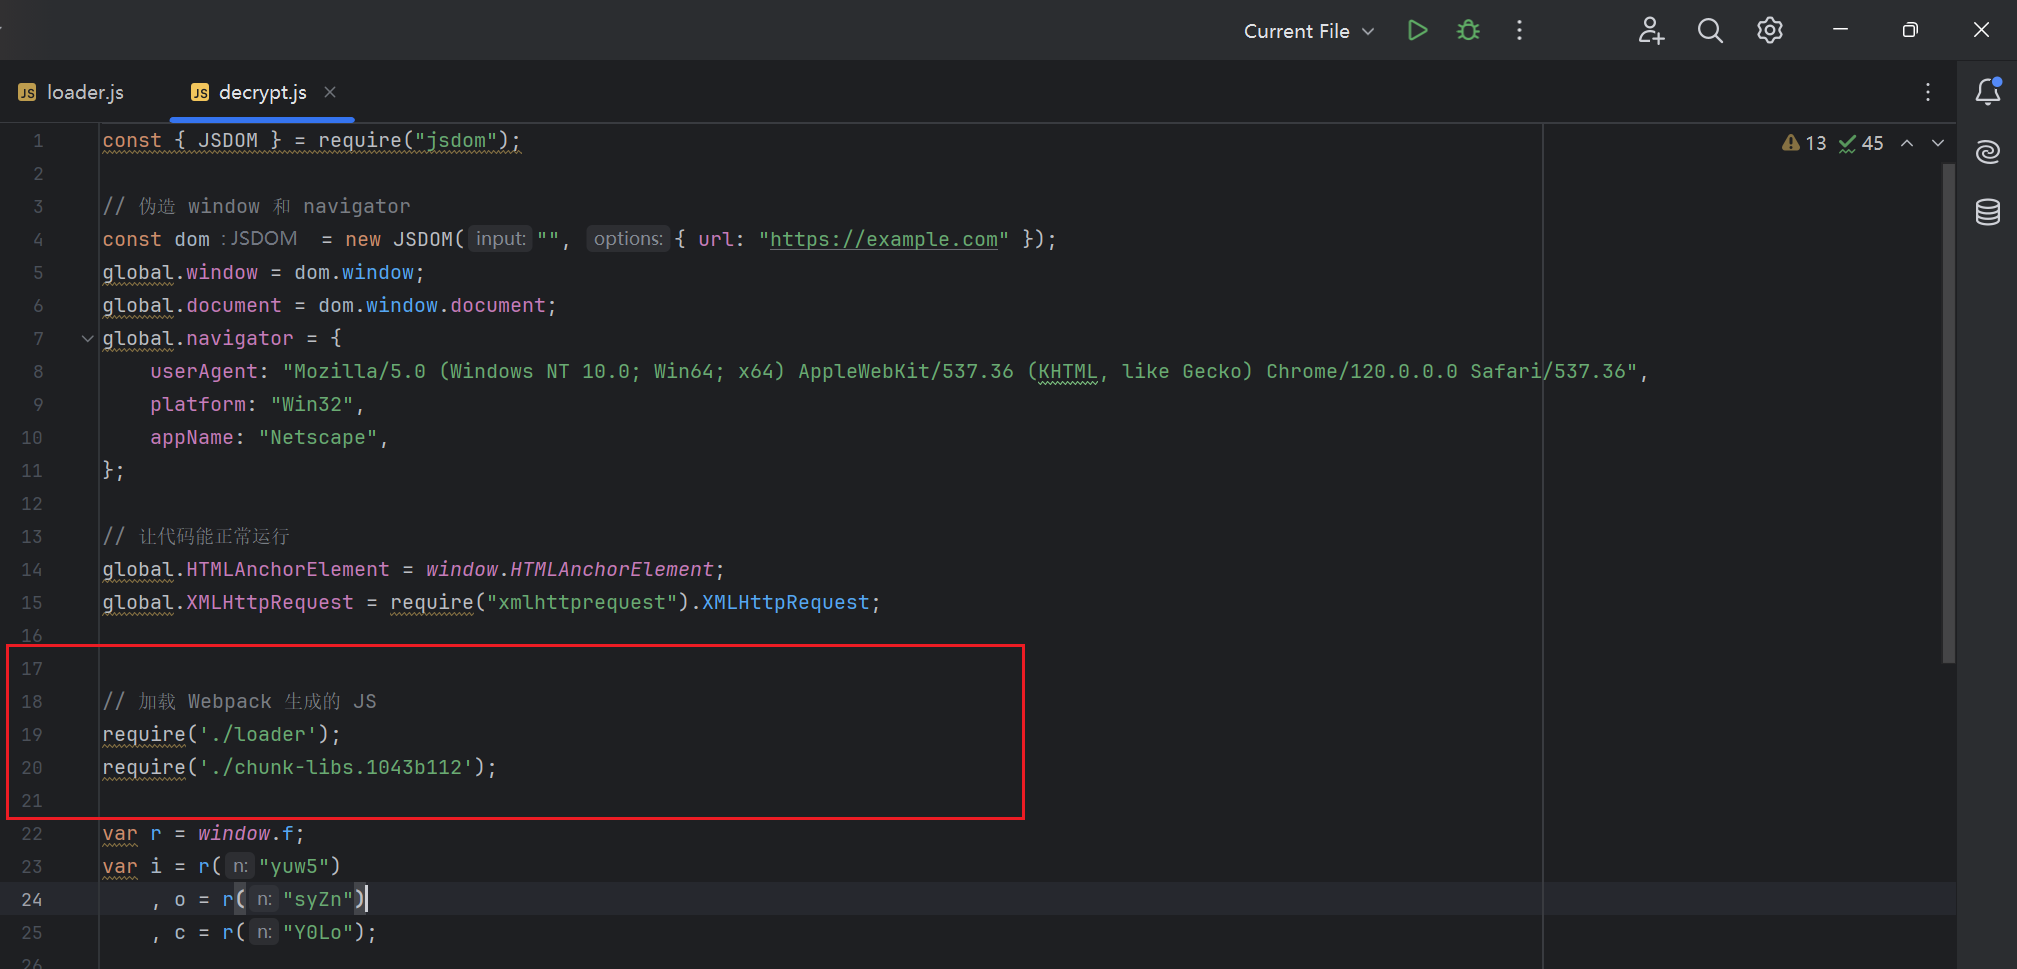 Current File
loader.js
decrypt.js
13 45
1 const { JSDOM } = require("jsdom");
2
3 // 伪造 window 和 navigator
4 const dom : JSDOM = new JSDOM( input: "", options: { url: "https://example.com" });
5 global.window = dom.window;
6 global.document = dom.window.document;
7 global.navigator = {
8 userAgent: "Mozilla/5.0 (Windows NT 10.0; Win64; x64) AppleWebKit/537.36 (KHTML, like Gecko) Chrome/120.0.0.0 Safari/537.36",
9 platform: "Win32",
10 appName: "Netscape",
11 };
12
13 // 让代码能正常运行
14 global.HTMLAnchorElement = window.HTMLAnchorElement;
15 global.XMLHttpRequest = require("xmlhttprequest").XMLHttpRequest;
16
17
18 // 加载 Webpack 生成的 JS
19 require('./loader');
20 require('./chunk-libs.1043b112');
21
22 var r = window.f;
23 var i = r( n: "yuw5")
24 , o = r( n: "syZn")
25 , c = r( n: "Y0Lo");
26